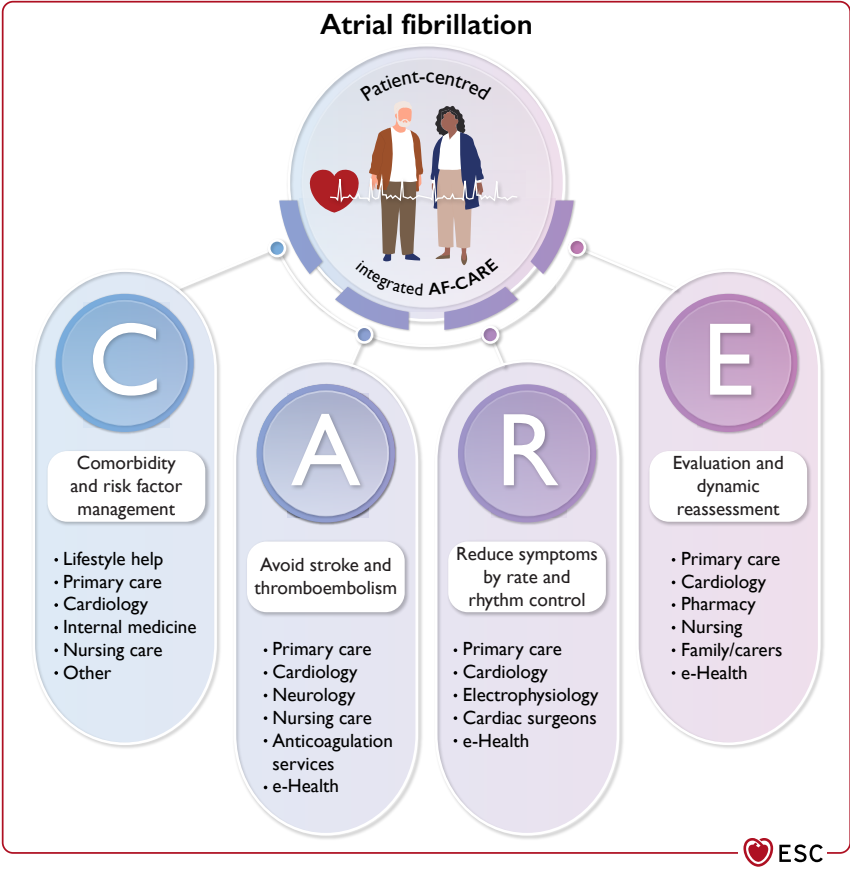 Atrial fibrillation
Patient-centred
integrated AF-CARE
C
Comorbidity
and risk factor
management
• Lifestyle help
• Primary care
• Cardiology
• Internal medicine
• Nursing care
• Other
A
Avoid stroke and
thromboembolism
• Primary care
• Cardiology
• Neurology
• Nursing care
• Anticoagulation
services
• e-Health
R
Reduce symptoms
by rate and
rhythm control
• Primary care
• Cardiology
• Electrophysiology
• Cardiac surgeons
• e-Health
E
Evaluation and
dynamic
reassessment
• Primary care
• Cardiology
• Pharmacy
• Nursing
• Family/carers
• e-Health
ESC